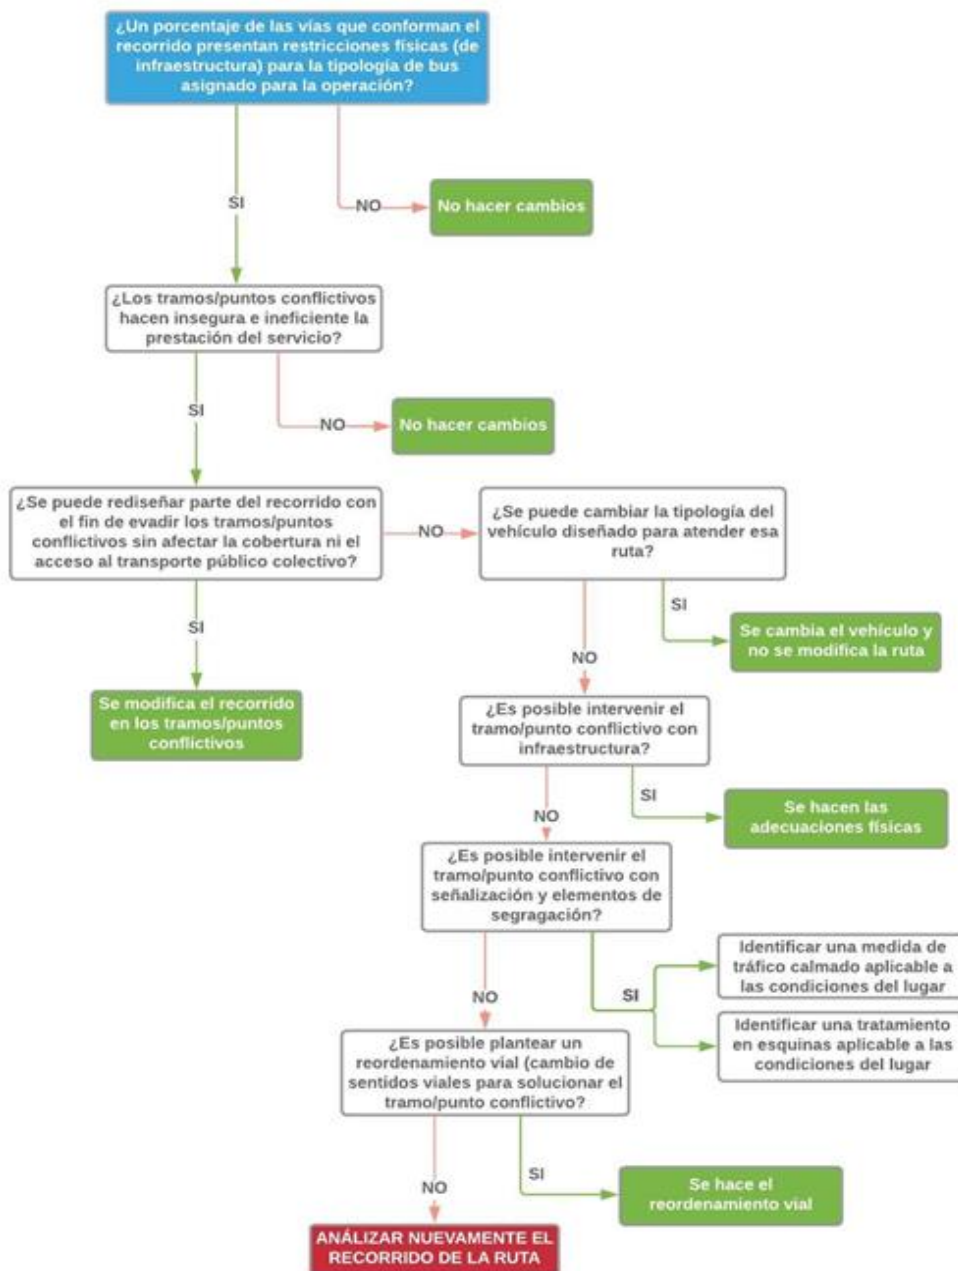 ¿Un porcentaje de las vías que conforman el
recorrido presentan restricciones físicas (de
infraestructura) para la tipología de bus
asignado para la operación?
SI
NO
No hacer cambios
¿Los tramos/puntos conflictivos
hacen insegura e ineficiente la
prestación del servicio?
SI
NO
No hacer cambios
¿Se puede rediseñar parte del recorrido con
el fin de evadir los tramos/puntos
conflictivos sin afectar la cobertura ni el
acceso al transporte público colectivo?
NO
¿Se puede cambiar la tipología del
vehículo diseñado para atender esa
ruta?
SI
SI
Se cambia el vehículo y
no se modifica la ruta
NO
Se modifica el recorrido
en los tramos/puntos
conflictivos
¿Es posible intervenir el
tramo/punto conflictivo con
infraestructura?
SI
Se hacen las
adecuaciones físicas
NO
¿Es posible intervenir el
tramo/punto conflictivo con
señalización y elementos de
segragación?
SI
Identificar una medida de
tráfico calmado aplicable a
las condiciones del lugar
Identificar una tratamiento
en esquinas aplicable a las
condiciones del lugar
NO
¿Es posible plantear un
reordenamiento vial (cambio de
sentidos viales para solucionar el
tramo/punto conflictivo?
SI
Se hace el
reordenamiento vial
NO
ANÁLIZAR NUEVAMENTE EL
RECORRIDO DE LA RUTA